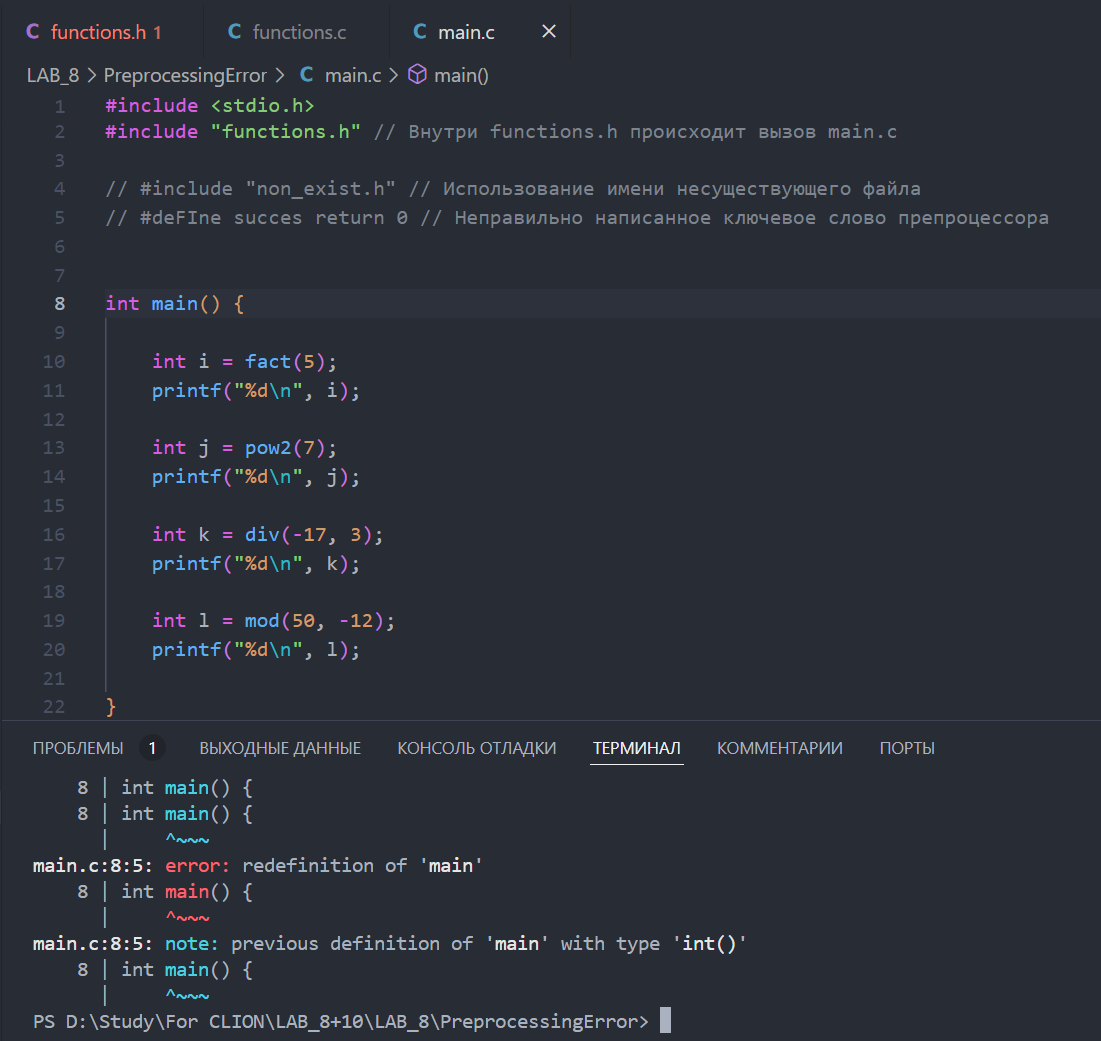 C functions.h 1 C functions.c C main.c ×
LAB_8 > PreprocessingError > C main.c > main()
1 #include <stdio.h>
2 #include "functions.h" // Внутри functions.h происходит вызов main.c
3
4 // #include "non_exist.h" // Использование имени несуществующего файла
5 // #deFIne succes return 0 // Неправильно написанное ключевое слово препроцессора
6
7
8 int main() {
9
10 int i = fact(5);
11 printf("%d\n", i);
12
13 int j = pow2(7);
14 printf("%d\n", j);
15
16 int k = div(-17, 3);
17 printf("%d\n", k);
18
19 int l = mod(50, -12);
20 printf("%d\n", l);
21
22 }
ПРОБЛЕМЫ 1 ВЫХОДНЫЕ ДАННЫЕ КОНСОЛЬ ОТЛАДКИ ТЕРМИНАЛ КОММЕНТАРИИ ПОРТЫ
8 | int main() {
8 | int main() {
| ^~~~
main.c:8:5: error: redefinition of 'main'
8 | int main() {
| ^~~~
main.c:8:5: note: previous definition of 'main' with type 'int()'
8 | int main() {
| ^~~~
PS D:\Study\For CLION\LAB_8+10\LAB_8\PreprocessingError>